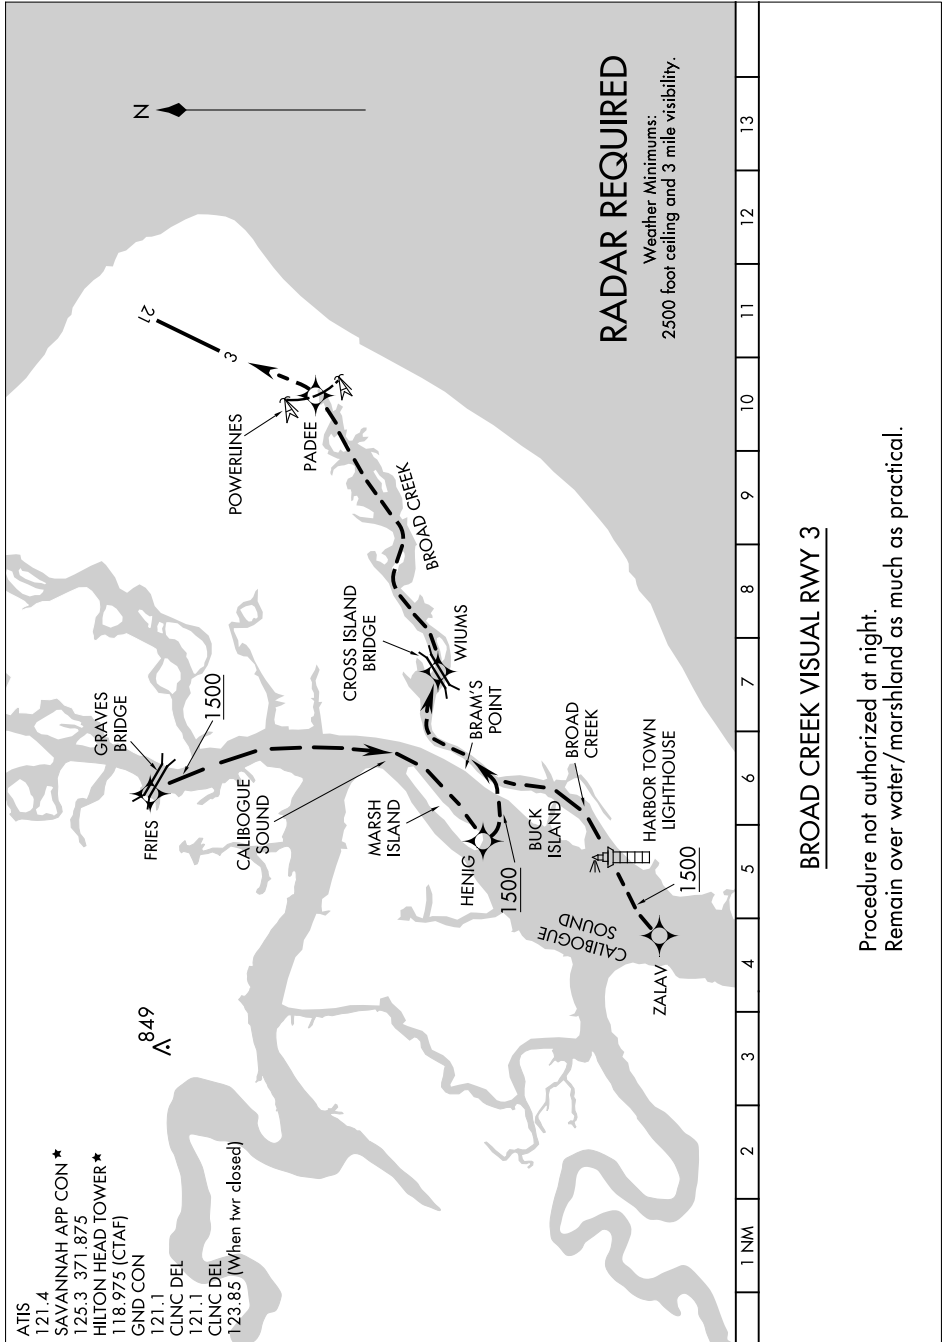 ATIS
121.4
SAVANNAH APP CON ★
125.3 371.875
HILTON HEAD TOWER ★
118.975 (CTAF)
GND CON
121.1
CLNC DEL
121.1
CLNC DEL
123.85 (When twr closed)
849
N
GRAVES
BRIDGE
FRIES
1500
CALIBOGUE
SOUND
MARSH
ISLAND
HENIG
1500
BUCK
ISLAND
CALIBOGUE
SOUND
ZALAV
1500
HARBOR TOWN
LIGHTHOUSE
BROAD
CREEK
BRAM'S
POINT
CROSS ISLAND
BRIDGE
WIUMS
BROAD CREEK
POWERLINES
PADEE
3
21
RADAR REQUIRED
Weather Minimums:
2500 foot ceiling and 3 mile visibility.
1 NM 2 3 4 5 6 7 8 9 10 11 12 13
BROAD CREEK VISUAL RWY 3
Procedure not authorized at night.
Remain over water/marshland as much as practical.